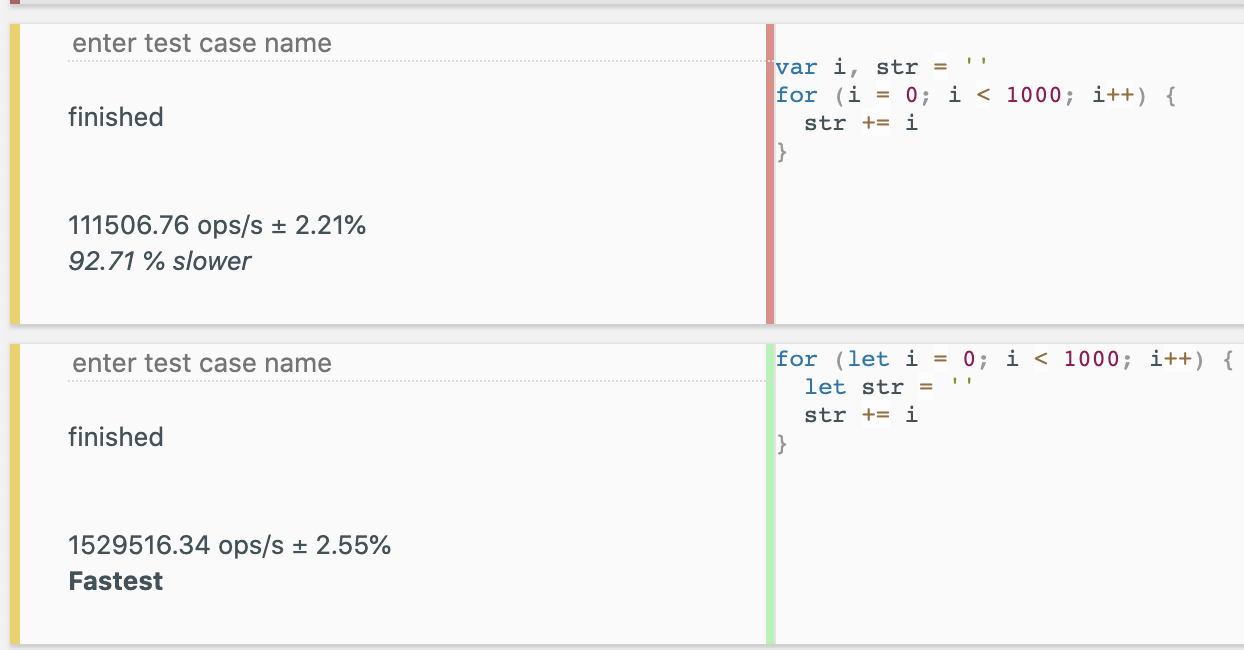 enter test case name
finished
111506.76 ops/s ± 2.21%
92.71 % slower
var i, str = ''
for (i = 0; i < 1000; i++) {
  str += i
}
enter test case name
finished
1529516.34 ops/s ± 2.55%
Fastest
for (let i = 0; i < 1000; i++) {
  let str = ''
  str += i
}